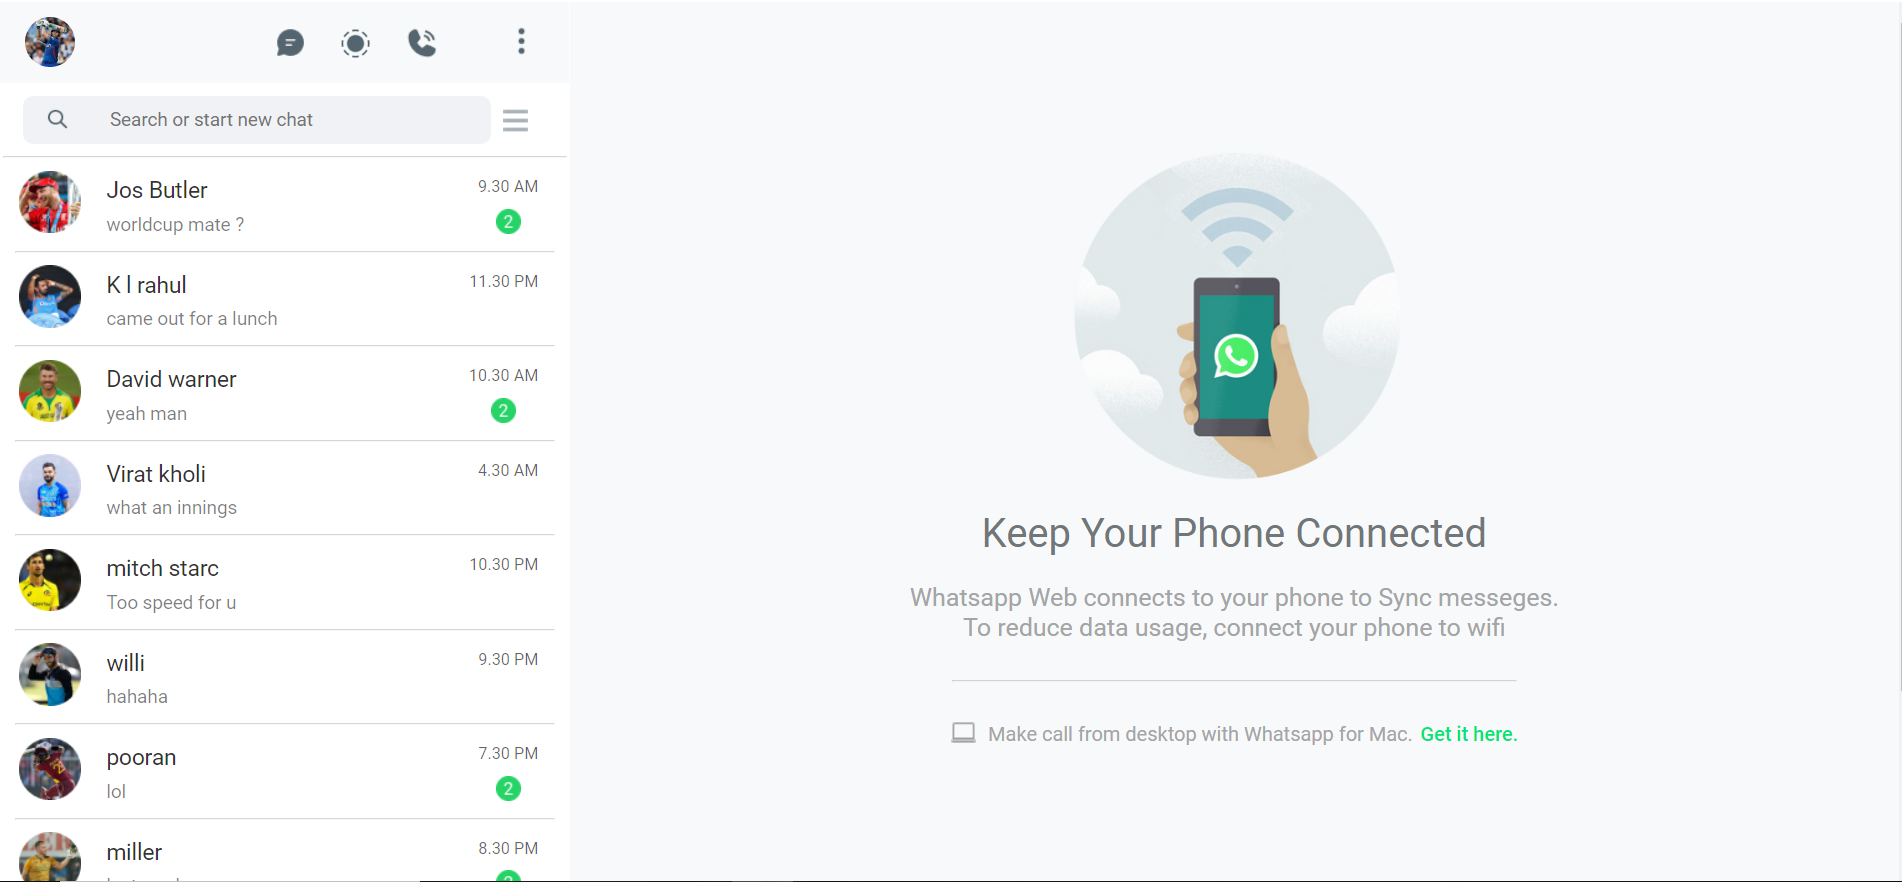 Search or start new chat
Jos Butler
9.30 AM
worldcup mate ?
2
K l rahul
11.30 PM
came out for a lunch
David warner
10.30 AM
yeah man
2
Virat kholi
4.30 AM
what an innings
mitch starc
10.30 PM
Too speed for u
willi
9.30 PM
hahaha
pooran
7.30 PM
lol
2
miller
8.30 PM
Keep Your Phone Connected
Whatsapp Web connects to your phone to Sync messeges.
To reduce data usage, connect your phone to wifi
Make call from desktop with Whatsapp for Mac. Get it here.